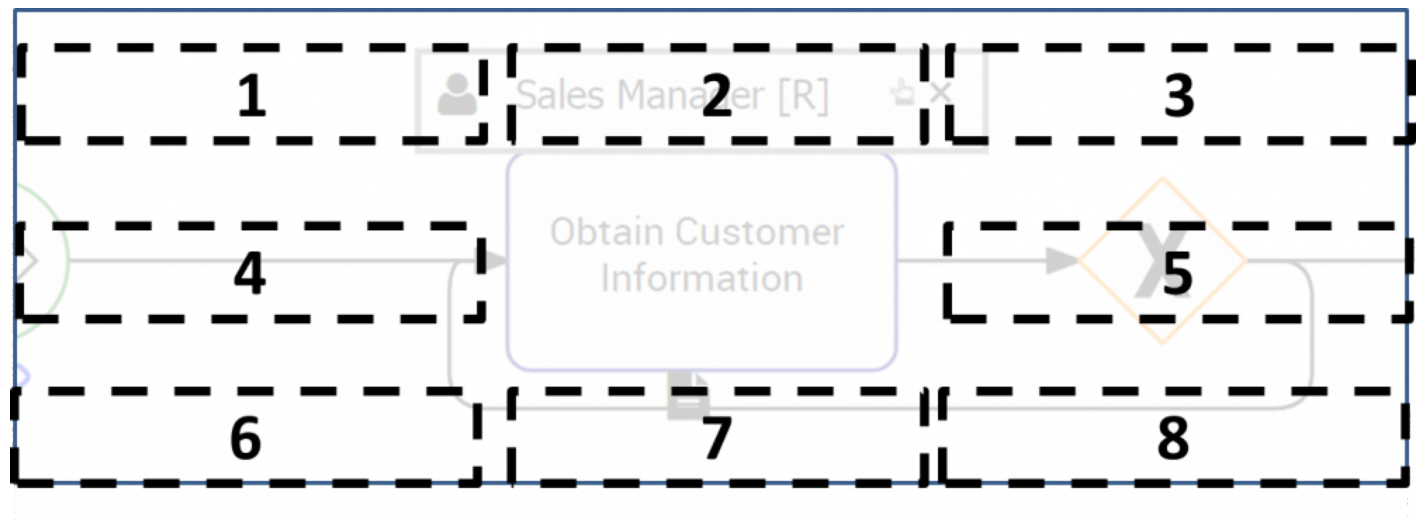 1 2 3
Sales Manager [R]
4 5
Obtain Customer
Information
6 7 8